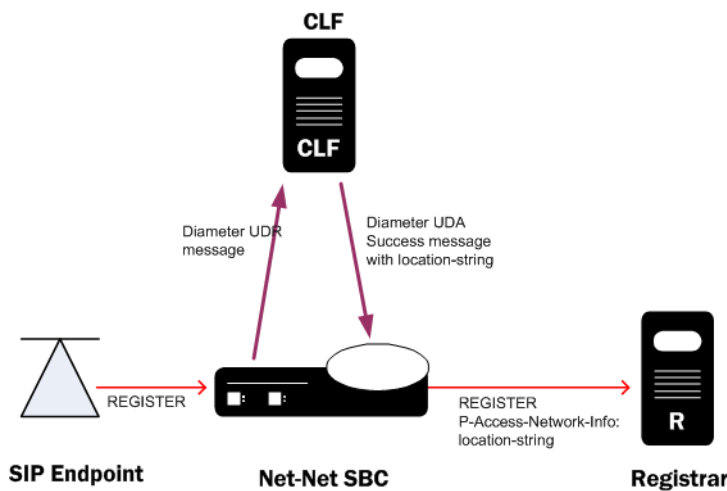 CLF
CLF
Diameter UDR
message
Diameter UDA
Success message
with location-string
REGISTER
REGISTER
P-Access-Network-Info:
location-string
R
SIP Endpoint
Net-Net SBC
Registrar